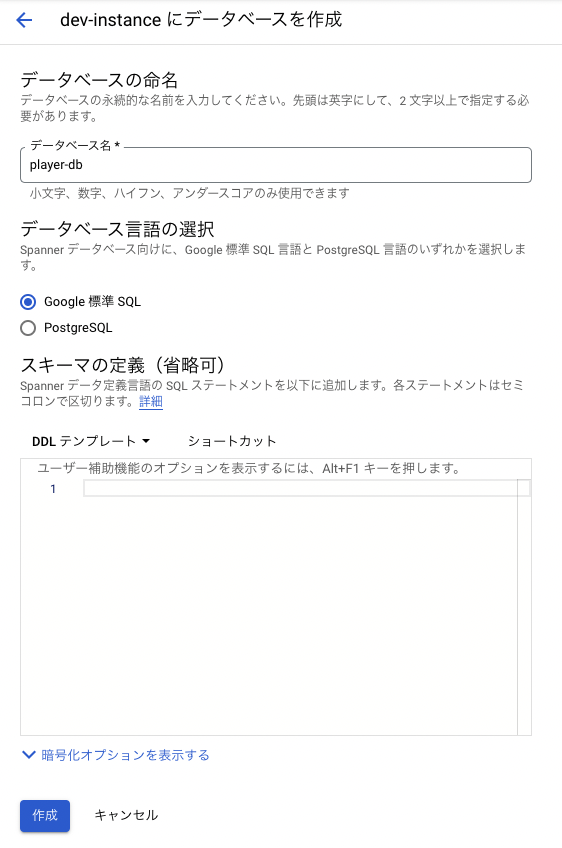 dev-instance にデータベースを作成
データベースの命名
データベースの永続的な名前を入力してください。先頭は英字にして、2 文字以上で指定する必
要があります。
データベース名 *
player-db
小文字、数字、ハイフン、アンダースコアのみ使用できます
データベース言語の選択
Spanner データベース向けに、Google 標準 SQL 言語と PostgreSQL 言語のいずれかを選択しま
す。
Google 標準 SQL
PostgreSQL
スキーマの定義（省略可）
Spanner データ定義言語の SQL ステートメントを以下に追加します。各ステートメントはセミ
コロンで区切ります。詳細
DDL テンプレート ショートカット
ユーザー補助機能のオプションを表示するには、Alt+F1 キーを押します。
1
暗号化オプションを表示する
作成 キャンセル